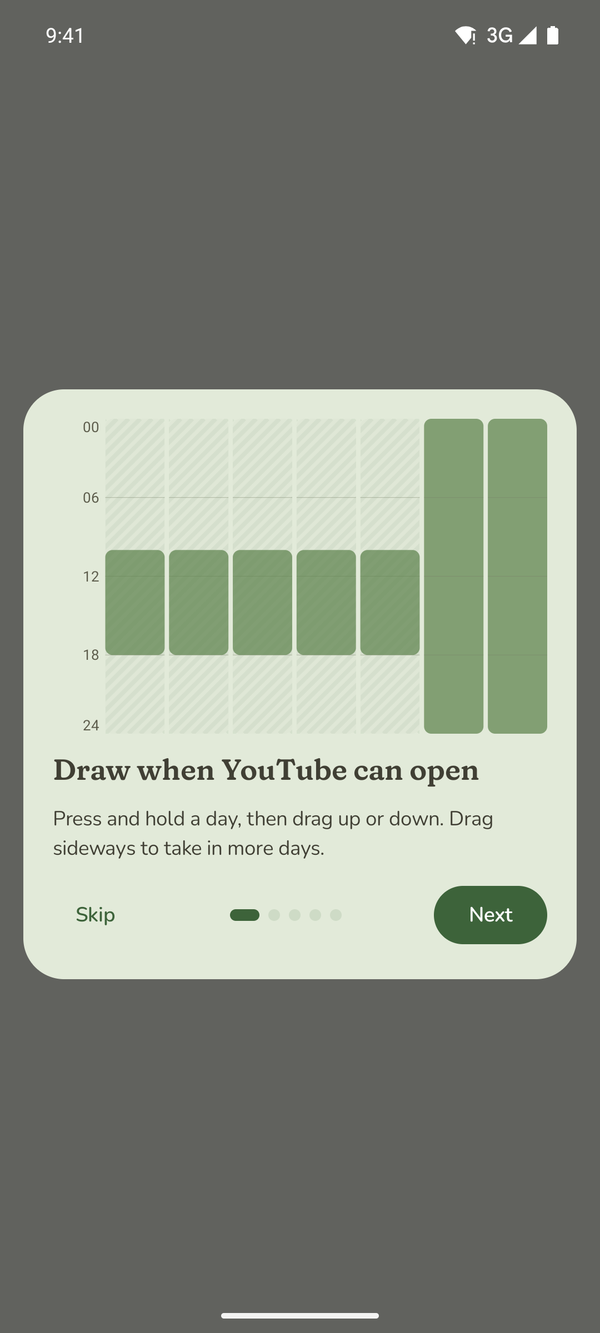 9:41
3G
00
06
12
18
24
Draw when YouTube can open
Press and hold a day, then drag up or down. Drag
sideways to take in more days.
Skip
Next